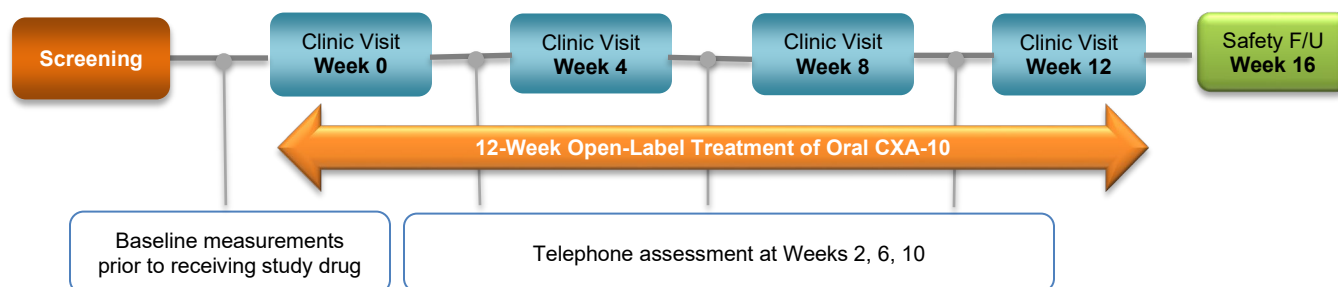 Screening
Clinic Visit
Week 0
Clinic Visit
Week 4
Clinic Visit
Week 8
Clinic Visit
Week 12
Safety F/U
Week 16
12-Week Open-Label Treatment of Oral CXA-10
Baseline measurements
prior to receiving study drug
Telephone assessment at Weeks 2, 6, 10